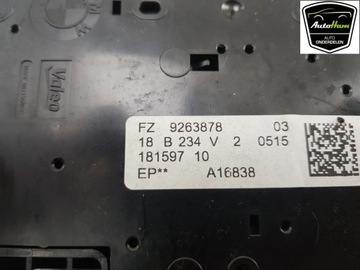 AutoHam
AUTO
ONDERDELEN
Valeo
FZ 9263878 03
18 B 234 V 2 0515
181597 10
EP** A16838